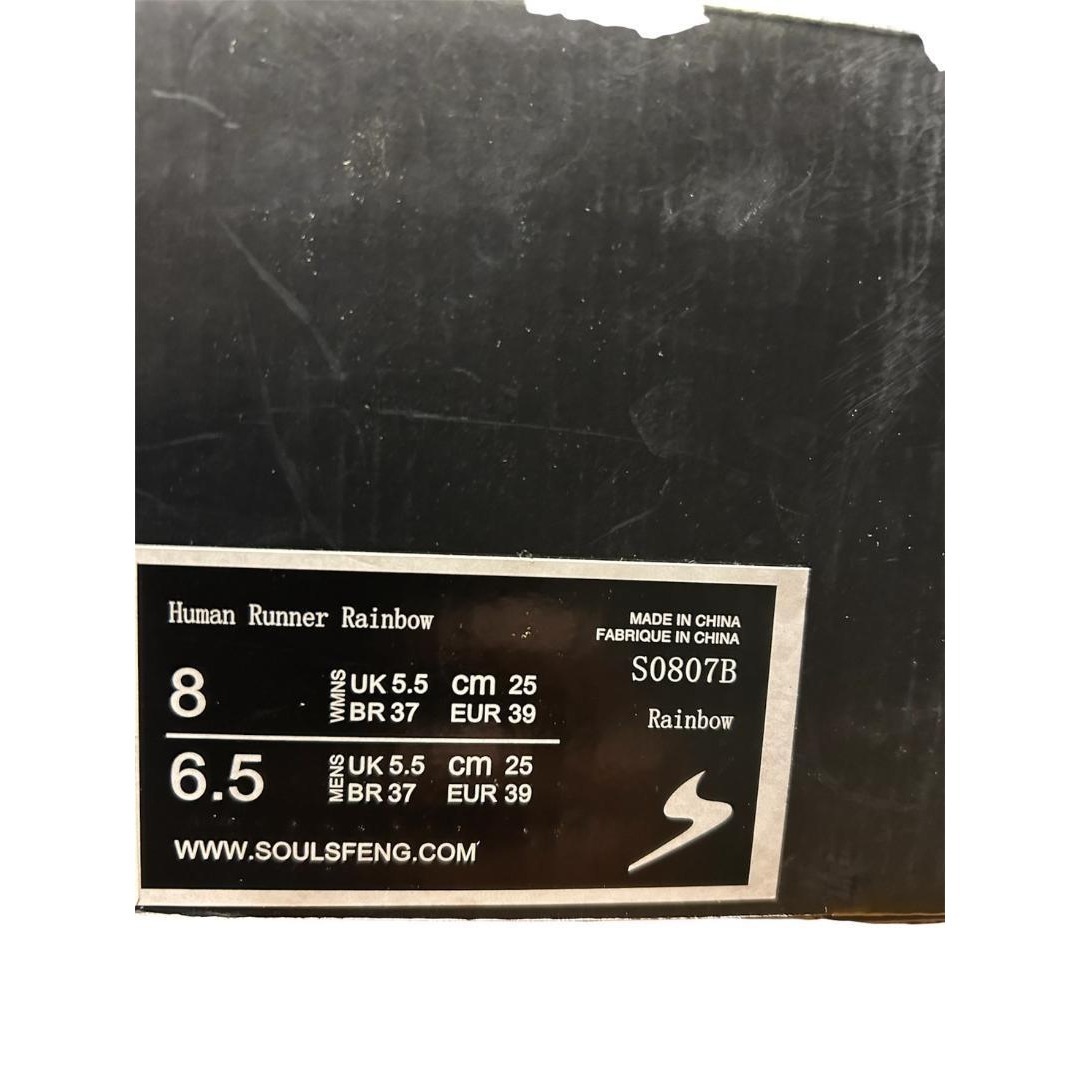 Human Runner Rainbow
MADE IN CHINA
FABRIQUE IN CHINA
S0807B
Rainbow
8 WMNS UK 5.5 cm 25
BR 37 EUR 39
6.5 MENS UK 5.5 cm 25
BR 37 EUR 39
WWW.SOULSFENG.COM